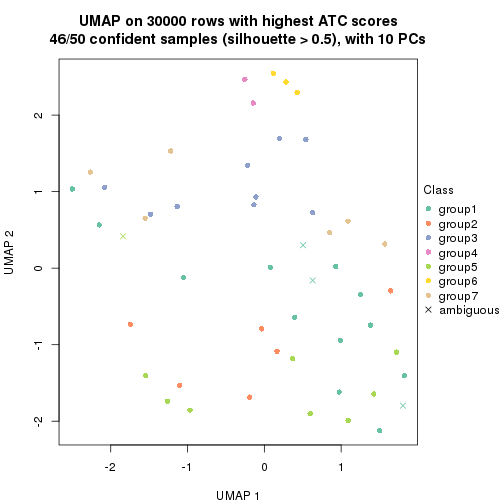 UMAP on 30000 rows with highest ATC scores
46/50 confident samples (silhouette > 0.5), with 10 PCs
2
1
0
-1
-2
UMAP 2
-2
-1
0
1
UMAP 1
Class
group1
group2
group3
group4
group5
group6
group7
ambiguous